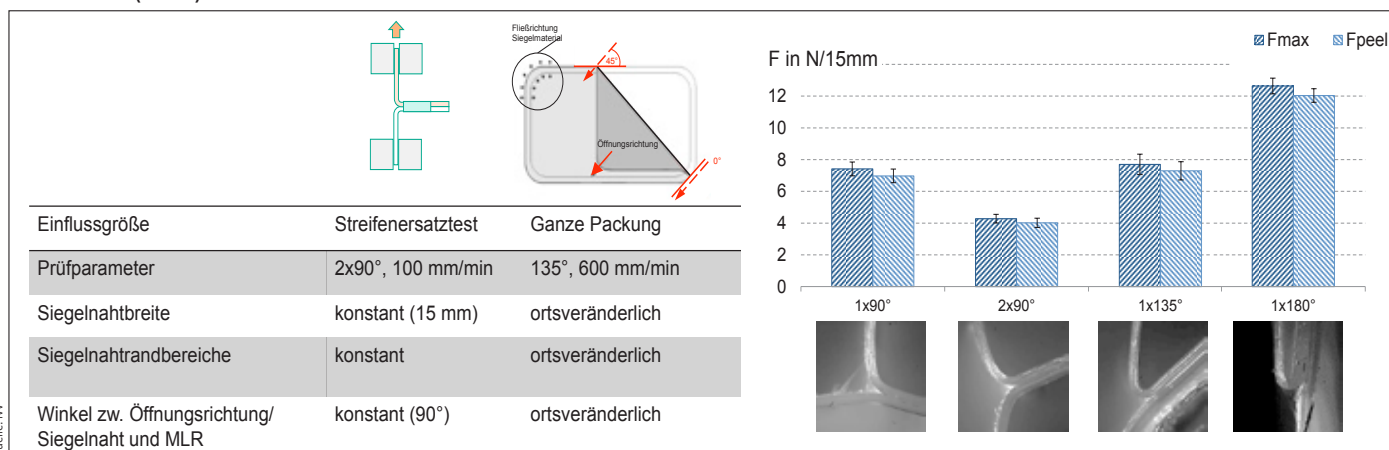 Fließrichtung
Siegelmaterial
45°
Öffnungsrichtung
0°
Einflussgröße Streifenersatztest Ganze Packung
Prüfparameter 2x90°, 100 mm/min 135°, 600 mm/min
Siegelnahtbreite konstant (15 mm) ortsveränderlich
Siegelnahtrandbereiche konstant ortsveränderlich
Winkel zw. Öffnungsrichtung/ konstant (90°) ortsveränderlich
Siegelnaht und MLR
Fmax Fpeel
F in N/15mm
12
10
8
6
4
2
0
1x90° 2x90° 1x135° 1x180°